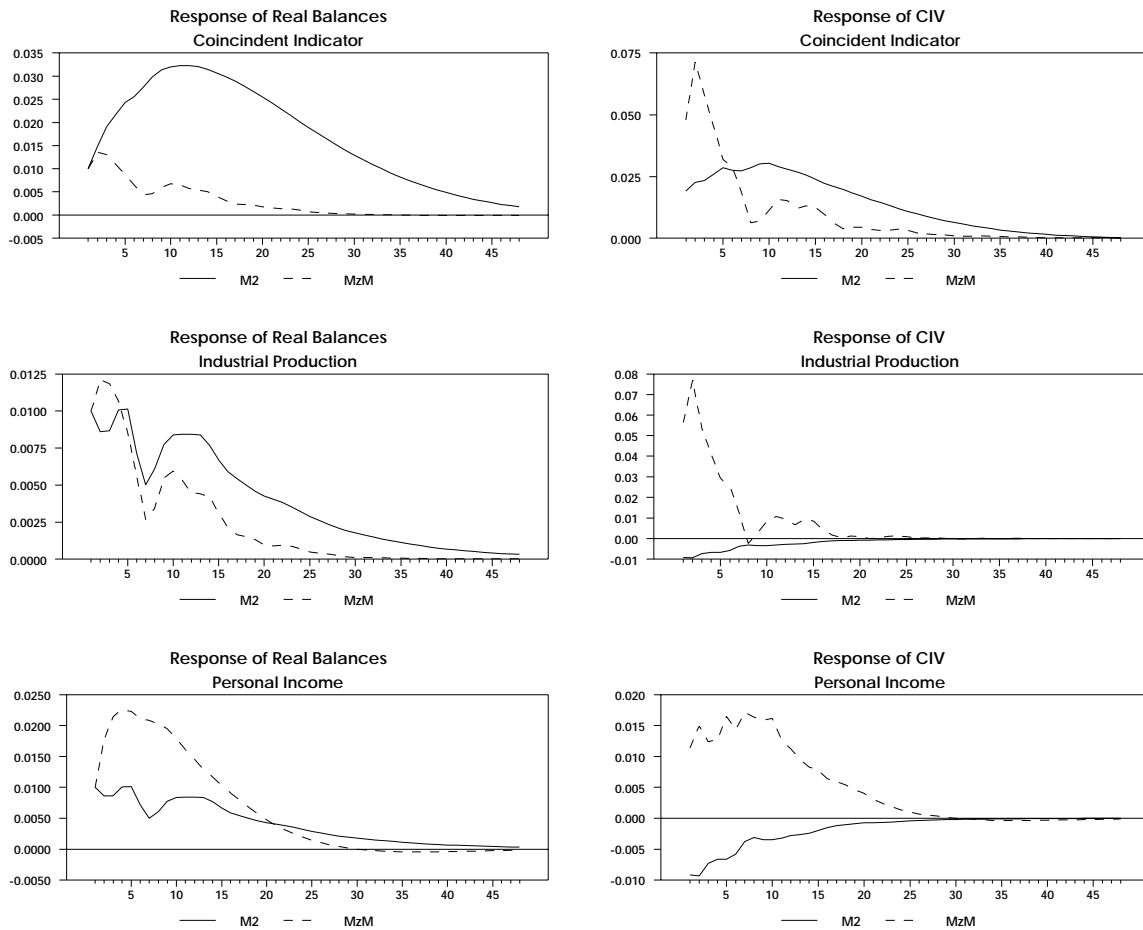 Response of Real Balances
Coincindent Indicator
0.035
0.030
0.025
0.020
0.015
0.010
0.005
0.000
-0.005
5 10 15 20 25 30 35 40 45
M2 MzM
Response of CIV
Coincident Indicator
0.075
0.050
0.025
0.000
5 10 15 20 25 30 35 40 45
M2 MzM
Response of Real Balances
Industrial Production
0.0125
0.0100
0.0075
0.0050
0.0025
0.0000
5 10 15 20 25 30 35 40 45
M2 MzM
Response of CIV
Industrial Production
0.08
0.07
0.06
0.05
0.04
0.03
0.02
0.01
0.00
-0.01
5 10 15 20 25 30 35 40 45
M2 MzM
Response of Real Balances
Personal Income
0.0250
0.0200
0.0150
0.0100
0.0050
0.0000
-0.0050
5 10 15 20 25 30 35 40 45
M2 MzM
Response of CIV
Personal Income
0.020
0.015
0.010
0.005
0.000
-0.005
-0.010
5 10 15 20 25 30 35 40 45
M2 MzM